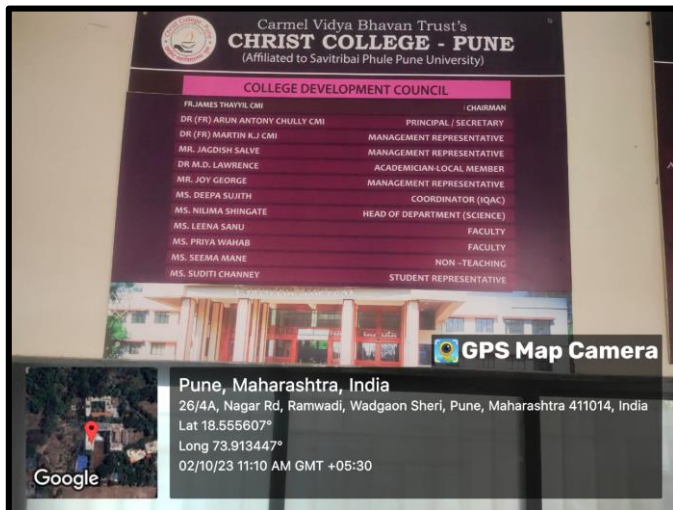 Carmel Vidya Bhavan Trust's
CHRIST COLLEGE - PUNE
(Affiliated to Savitribai Phule Pune University)
COLLEGE DEVELOPMENT COUNCIL
FR.JAMES THAYYIL CMI CHAIRMAN
DR (FR) ARUN ANTONY CHULLY CMI PRINCIPAL / SECRETARY
DR (FR) MARTIN K.J CMI MANAGEMENT REPRESENTATIVE
MR. JAGDISH SALVE MANAGEMENT REPRESENTATIVE
DR M.D. LAWRENCE ACADEMICIAN-LOCAL MEMBER
MR. JOY GEORGE MANAGEMENT REPRESENTATIVE
MS. DEEPA SUJITH COORDINATOR (IQAC)
MS. NILIMA SHINGATE HEAD OF DEPARTMENT (SCIENCE)
MS. LEENA SANU FACULTY
MS. PRIYA WAHAB FACULTY
MS. SEEMA MANE NON -TEACHING
MS. SUDITI CHANNEY STUDENT REPRESENTATIVE
GPS Map Camera
Pune, Maharashtra, India
26/4A, Nagar Rd, Ramwadi, Wadgaon Sheri, Pune, Maharashtra 411014, India
Lat 18.555607°
Long 73.913447°
02/10/23 11:10 AM GMT +05:30
Google